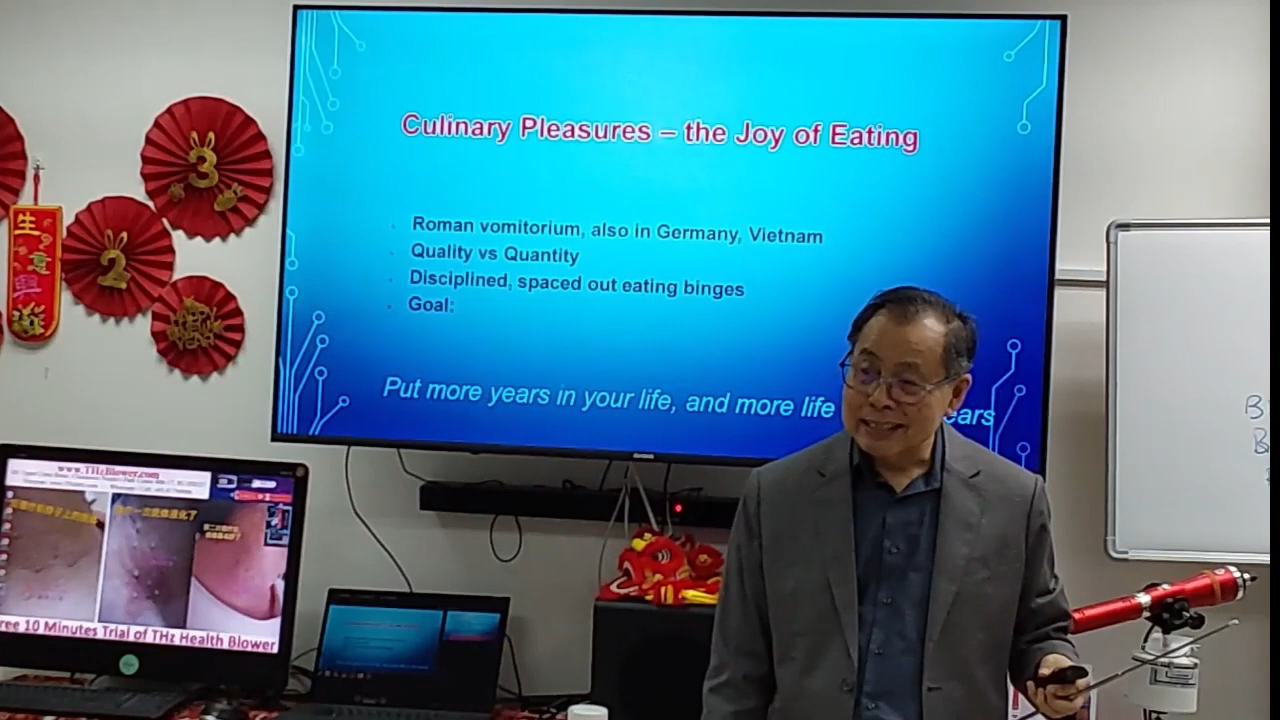 Culinary Pleasures – the Joy of Eating
Roman vomitorium, also in Germany, Vietnam
Quality vs Quantity
Disciplined, spaced out eating binges
Goal:
Put more years in your life, and more life ears
3
2
生
www.THzBlower.com
ree 10 Minutes Trial of THz Health Blower
B
B